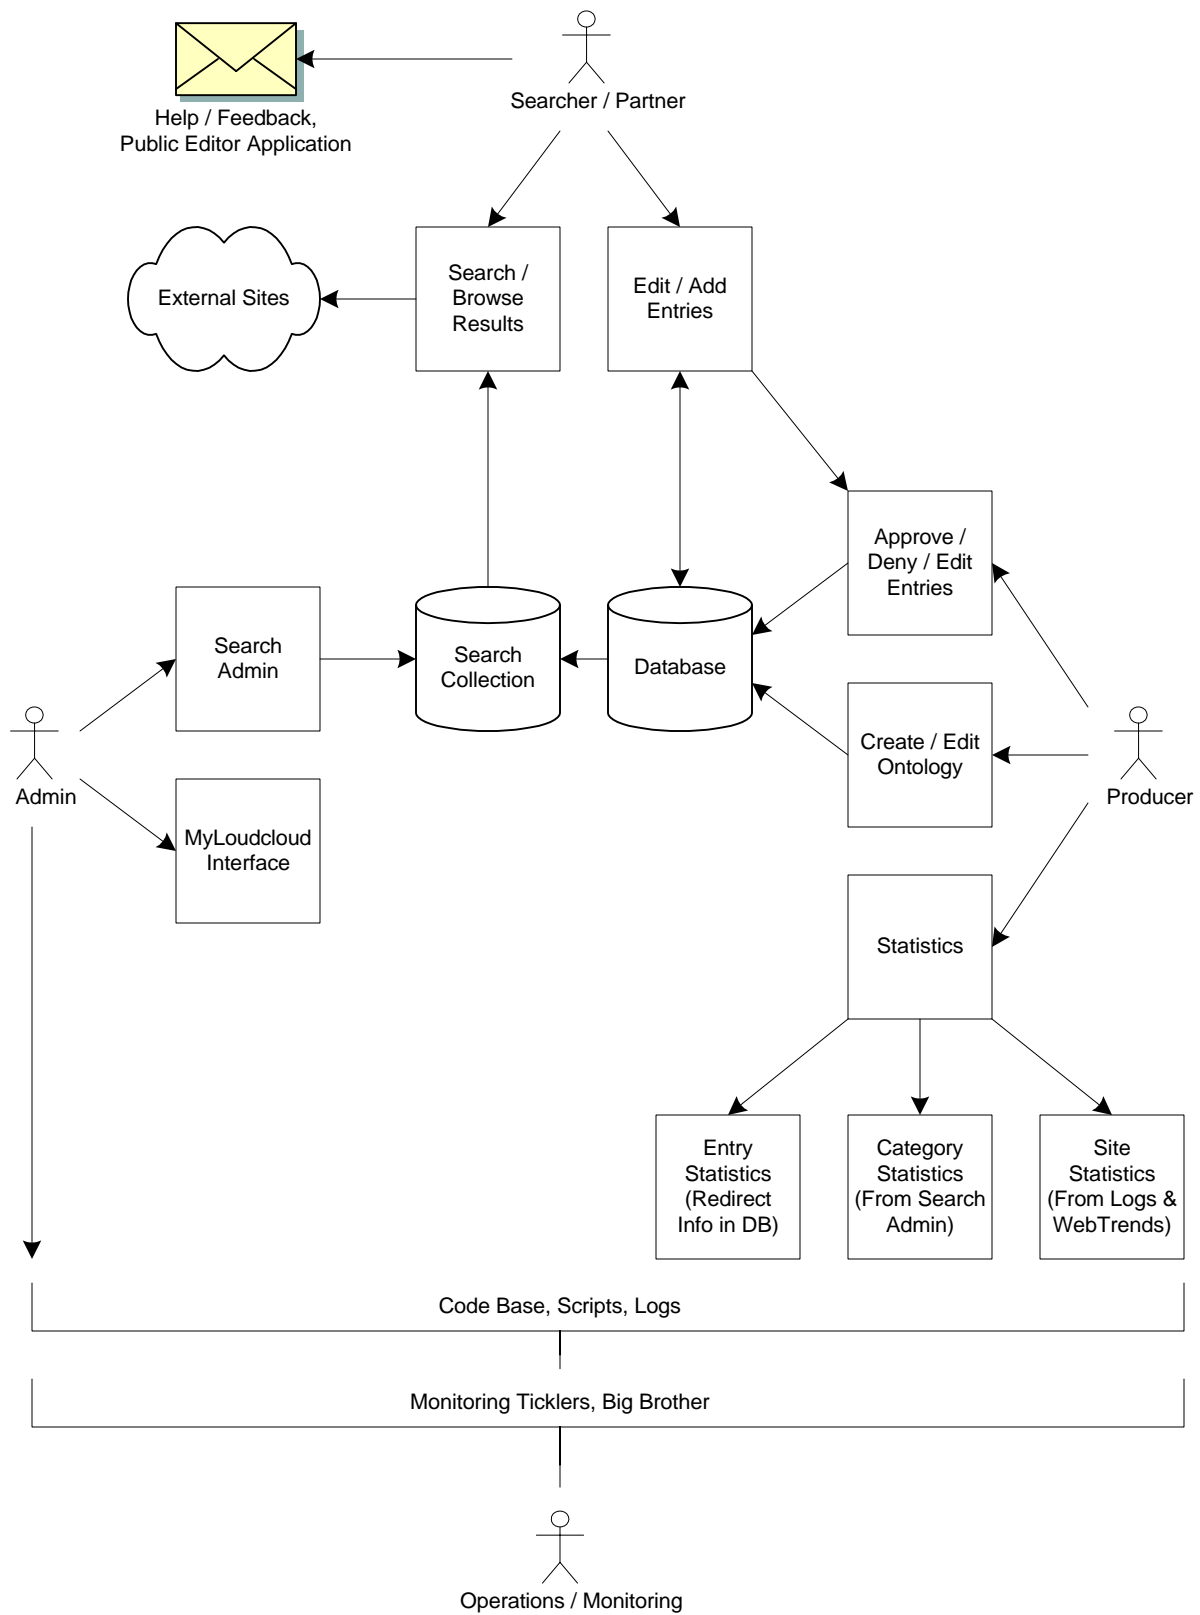 Searcher / Partner
Help / Feedback,
Public Editor Application
External Sites
Search /
Browse
Results
Edit / Add
Entries
Approve /
Deny / Edit
Entries
Search
Admin
Search
Collection
Database
Create / Edit
Ontology
Admin
Producer
MyLoudcloud
Interface
Statistics
Entry
Statistics
(Redirect
Info in DB)
Category
Statistics
(From Search
Admin)
Site
Statistics
(From Logs &
WebTrends)
Code Base, Scripts, Logs
Monitoring Ticklers, Big Brother
Operations / Monitoring